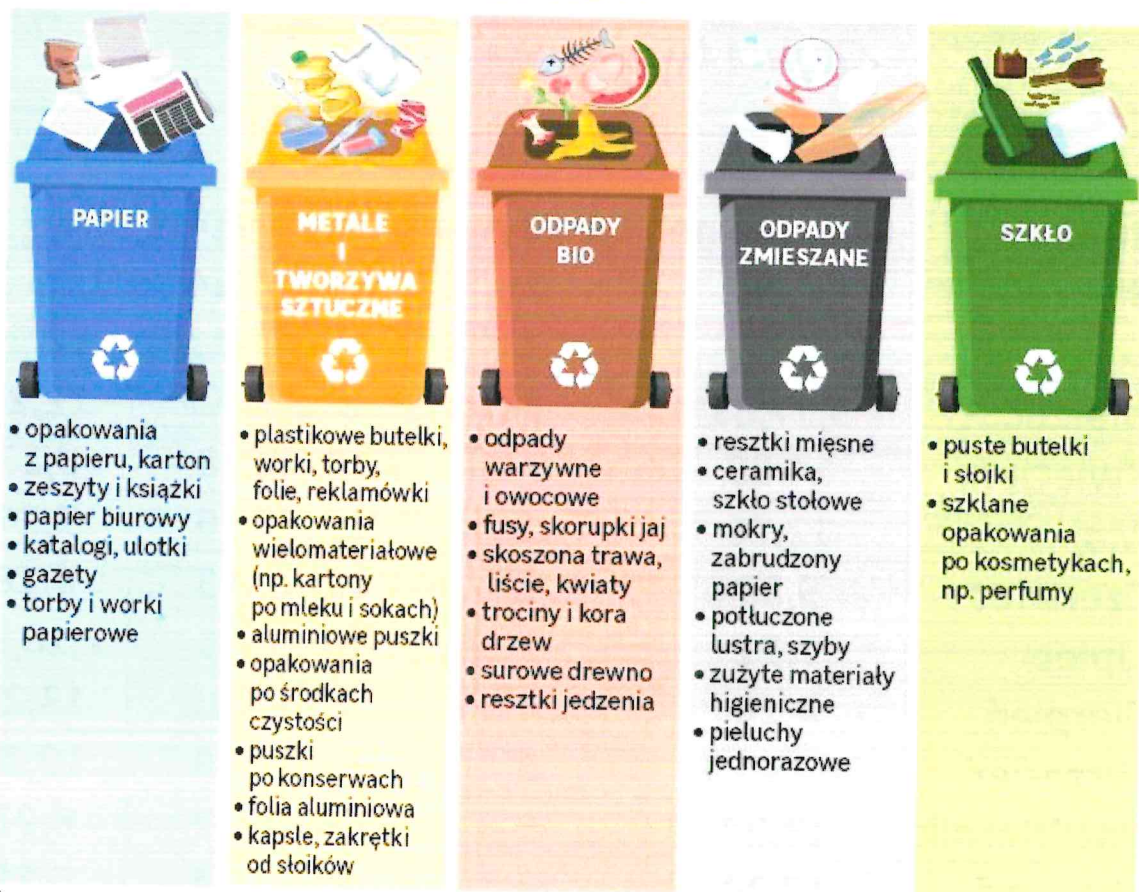 PAPIER
• opakowania
z papieru, karton
• zeszyty i książki
• papier biurowy
• katalogi, ulotki
• gazety
• torby i worki
papierowe
METALE
I
TWORZYWA
SZTUCZNE
• plastikowe butelki,
worki, torby,
folie, reklamówki
• opakowania
wielomateriałowe
(np. kartony
po mleku i sokach)
• aluminiowe puszki
• opakowania
po środkach
czystości
• puszki
po konserwach
• folia aluminiowa
• kapsle, zakrętki
od słoików
ODPADY
BIO
• odpady
warzywne
i owocowe
• fusy, skorupki jaj
• skoszona trawa,
liście, kwiaty
• trociny i kora
drzew
• surowe drewno
• resztki jedzenia
ODPADY
ZMIESZANE
• resztki mięsne
• ceramika,
szkło stołowe
• mokry,
zabrudzony
papier
• potłuczone
lustra, szyby
• zużyte materiały
higieniczne
• pieluchy
jednorazowe
SZKŁO
• puste butelki
i słoiki
• szklane
opakowania
po kosmetykach,
np. perfumy